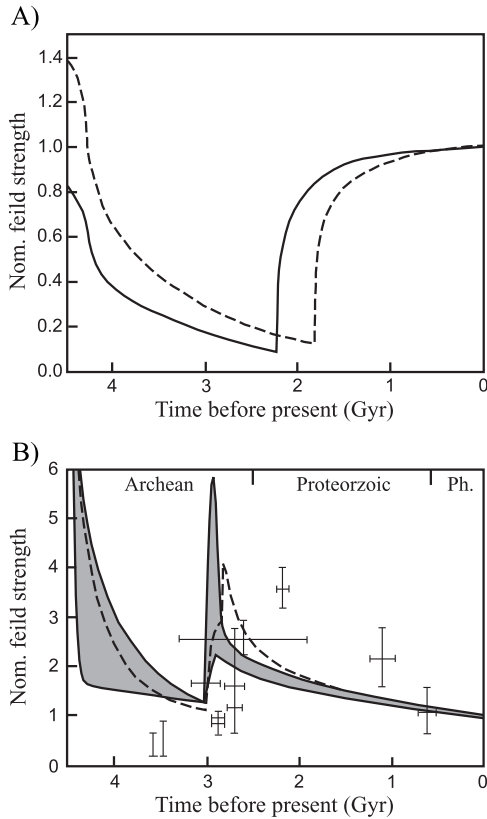 A)
1.4
1.2
1.0
0.8
0.6
0.4
0.2
0.0
Nom. feild strength
4 3 2 1 0
Time before present (Gyr)
B)
Archean Proteorzoic Ph.
6
5
4
3
2
1
0
Nom. feild strength
4 3 2 1 0
Time before present (Gyr)